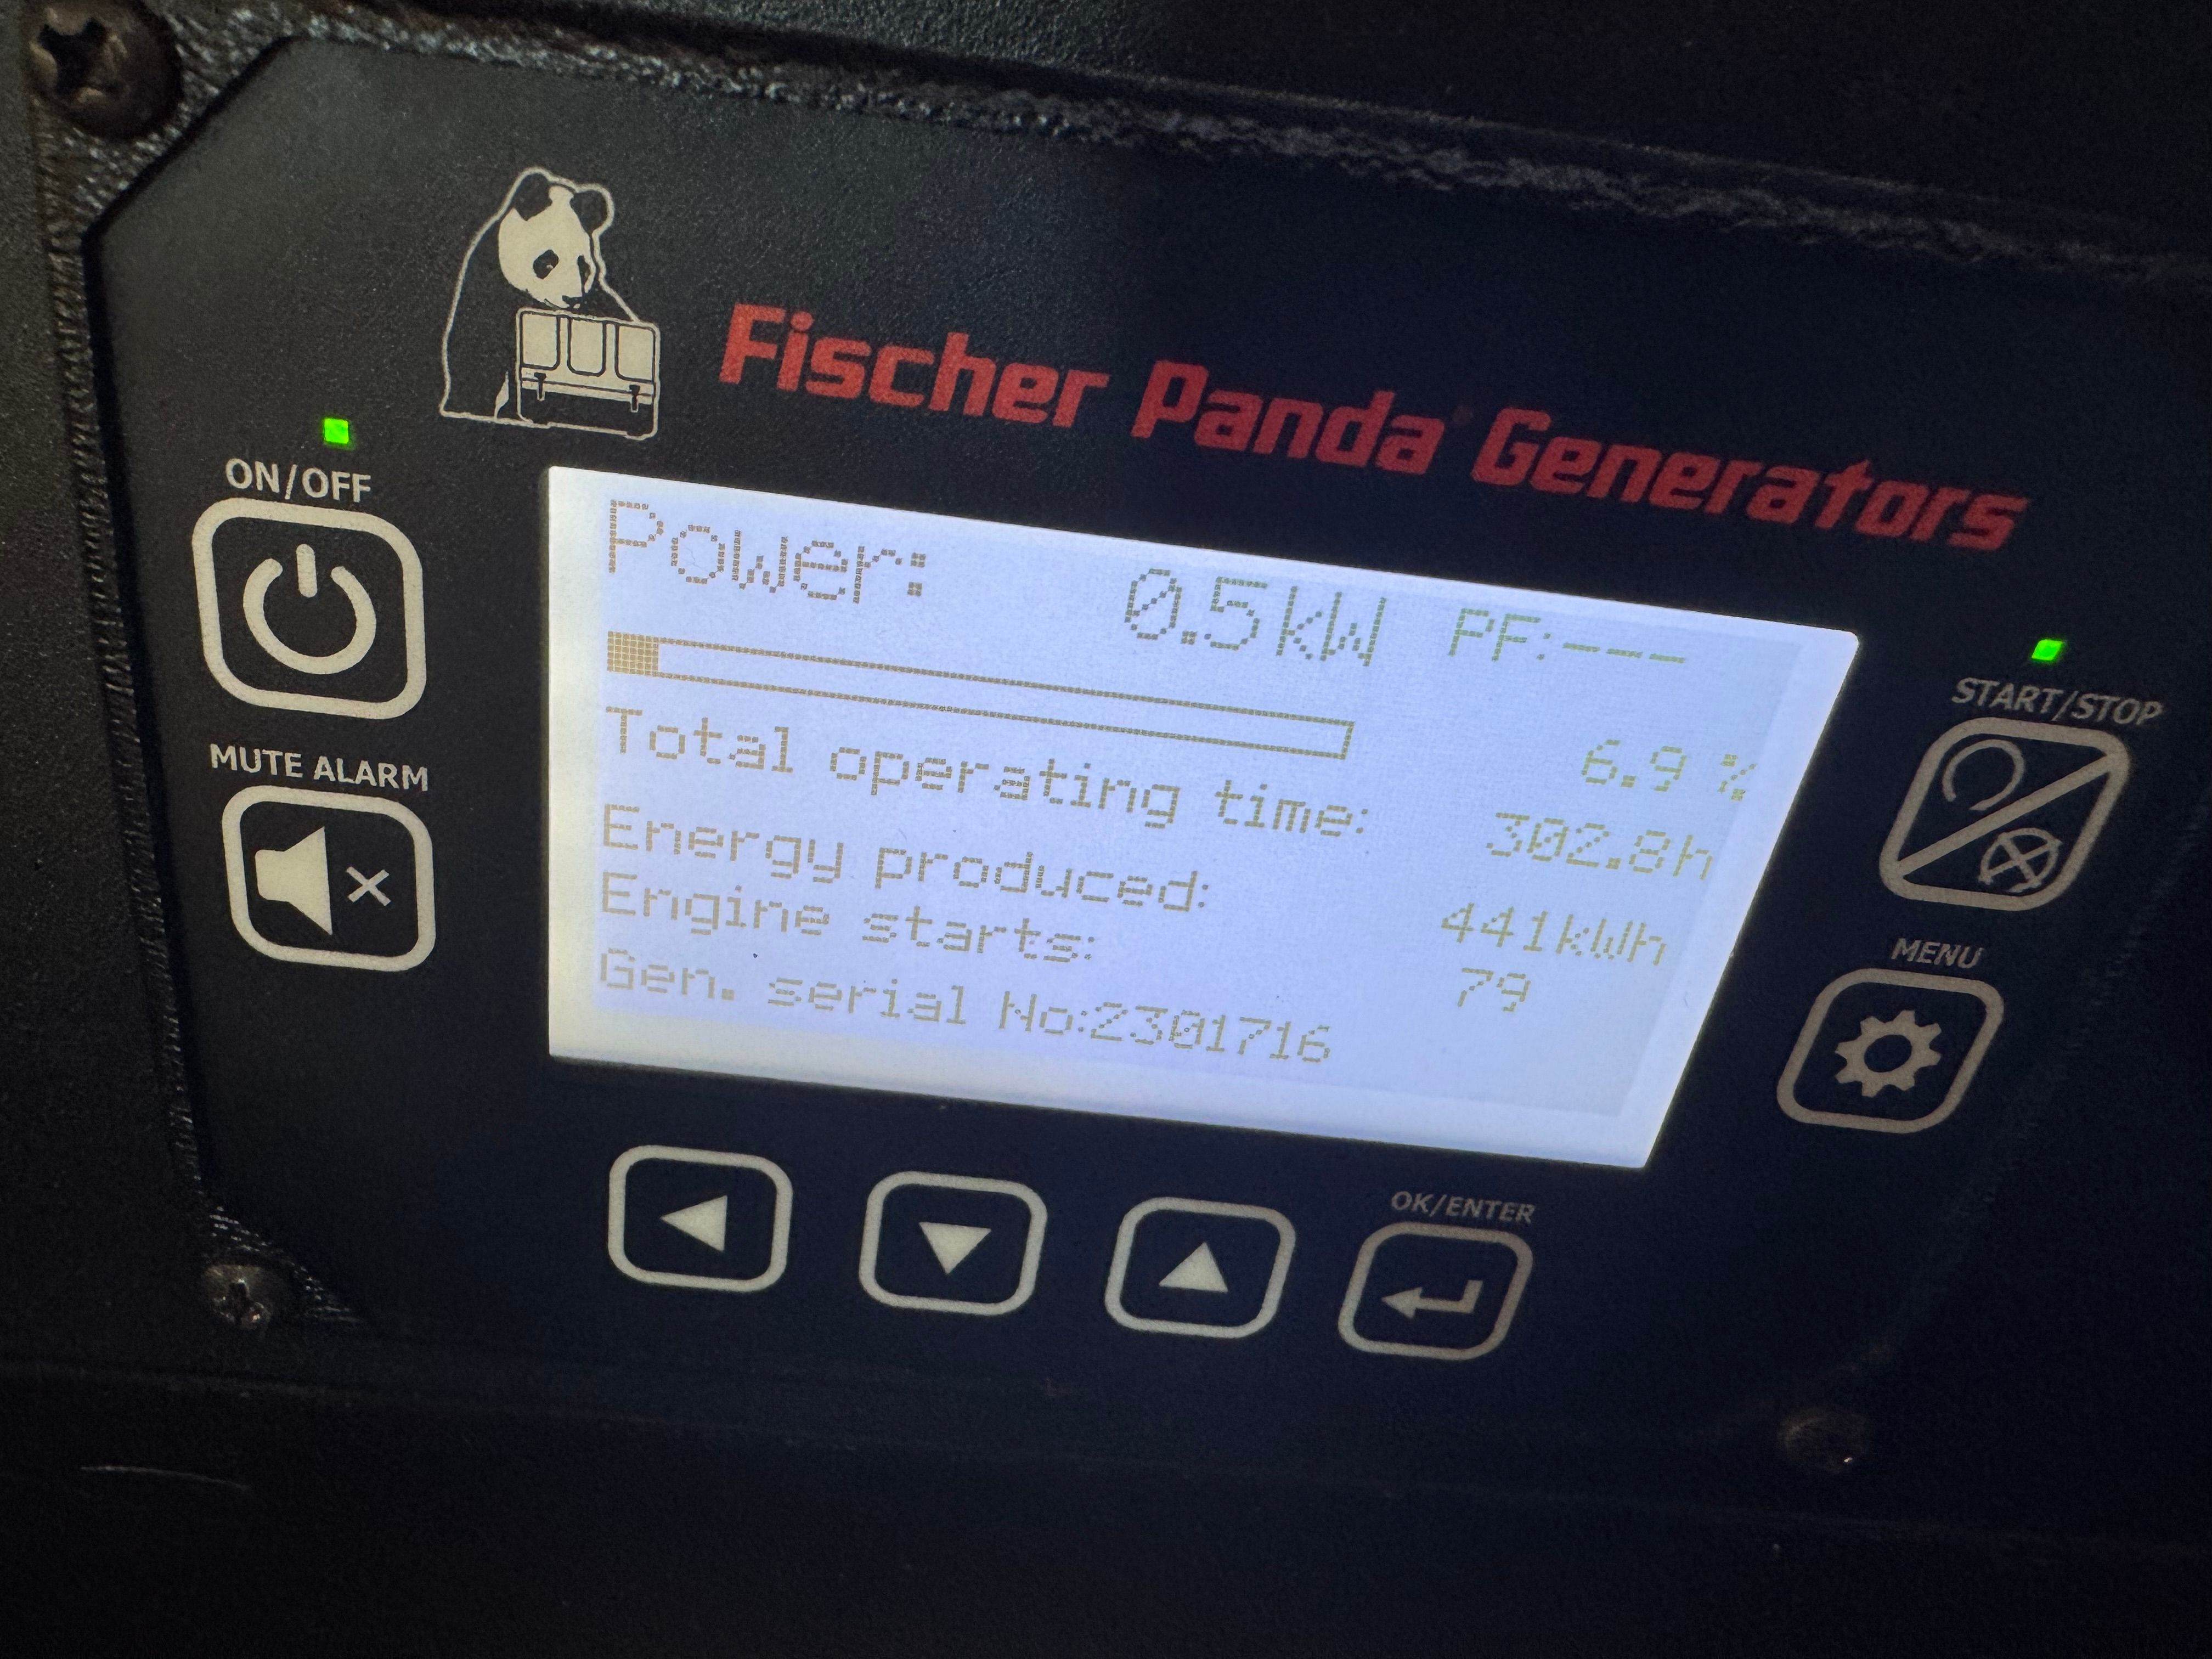 Fischer Panda Generators
ON/OFF
Power: 0.5kW PF:---
6.9 %
START/STOP
Total operating time: 302.8h
MUTE ALARM
Energy produced: 441kWh
Engine starts: 79
MENU
Gen. serial No:2301716
OK/ENTER